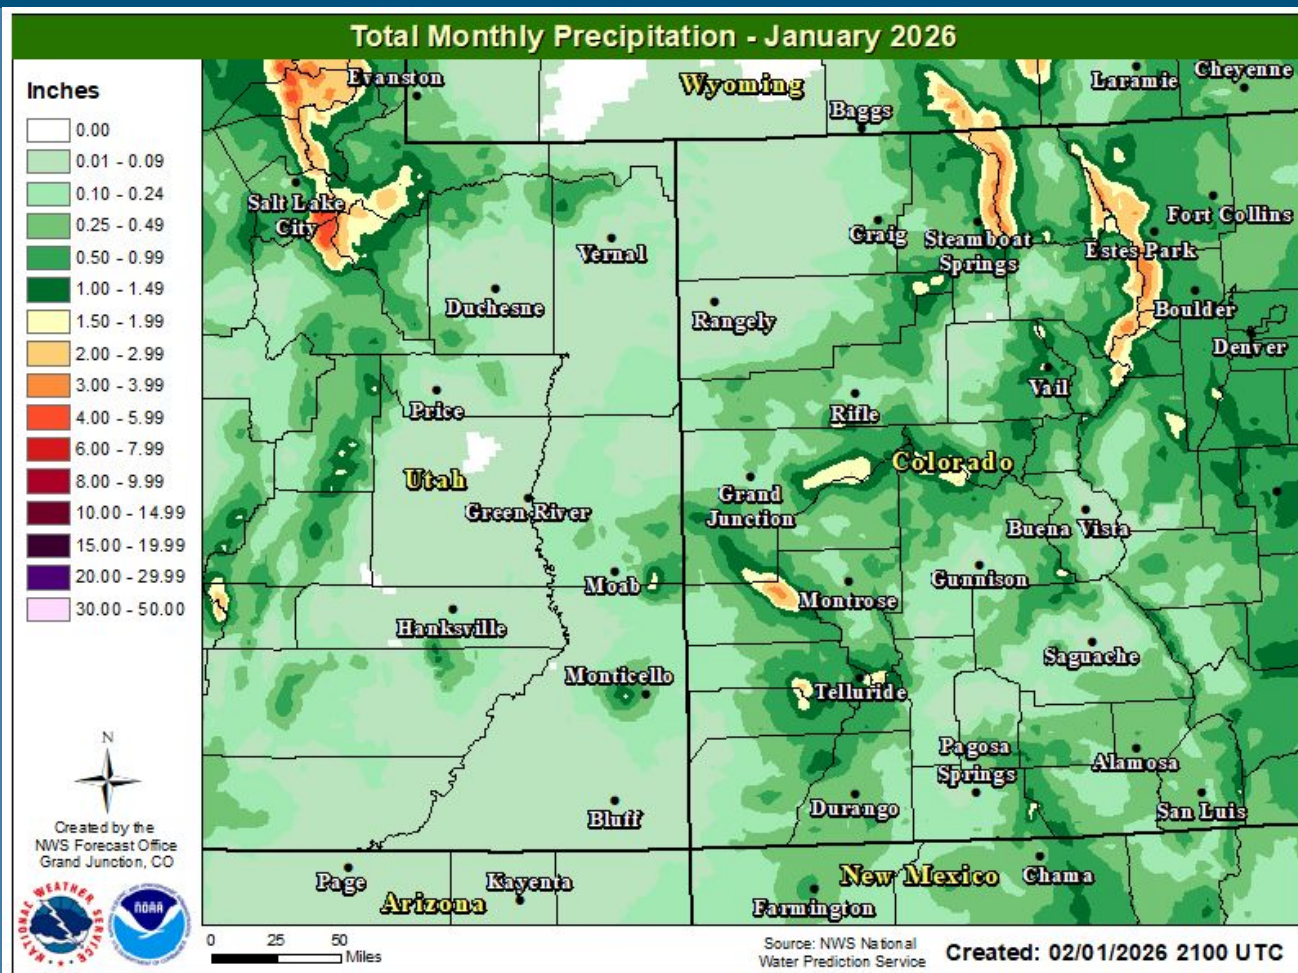 Total Monthly Precipitation - January 2026
Inches
0.00
0.01 - 0.09
0.10 - 0.24
0.25 - 0.49
0.50 - 0.99
1.00 - 1.49
1.50 - 1.99
2.00 - 2.99
3.00 - 3.99
4.00 - 5.99
6.00 - 7.99
8.00 - 9.99
10.00 - 14.99
15.00 - 19.99
20.00 - 29.99
30.00 - 50.00
N
Created by the
NWS Forecast Office
Grand Junction, CO
NATIONAL WEATHER SERVICE
NOAA
Evanston
Wyoming
Laramie
Cheyenne
Baggs
Salt Lake
City
Vernal
Craig
Steamboat
Springs
Fort Collins
Estes Park
Duchesne
Rangely
Boulder
Denver
Price
Rifle
Vail
Utah
Colorado
Green River
Grand
Junction
Buena Vista
Moab
Montrose
Gunnison
Hanksville
Saguache
Monticello
Telluride
Pagosa
Springs
Alamosa
Bluff
Durango
San Luis
Page
Kayenta
Arizona
New Mexico
Chama
Farmington
0 25 50
Miles
Source: NWS National
Water Prediction Service
Created: 02/01/2026 2100 UTC